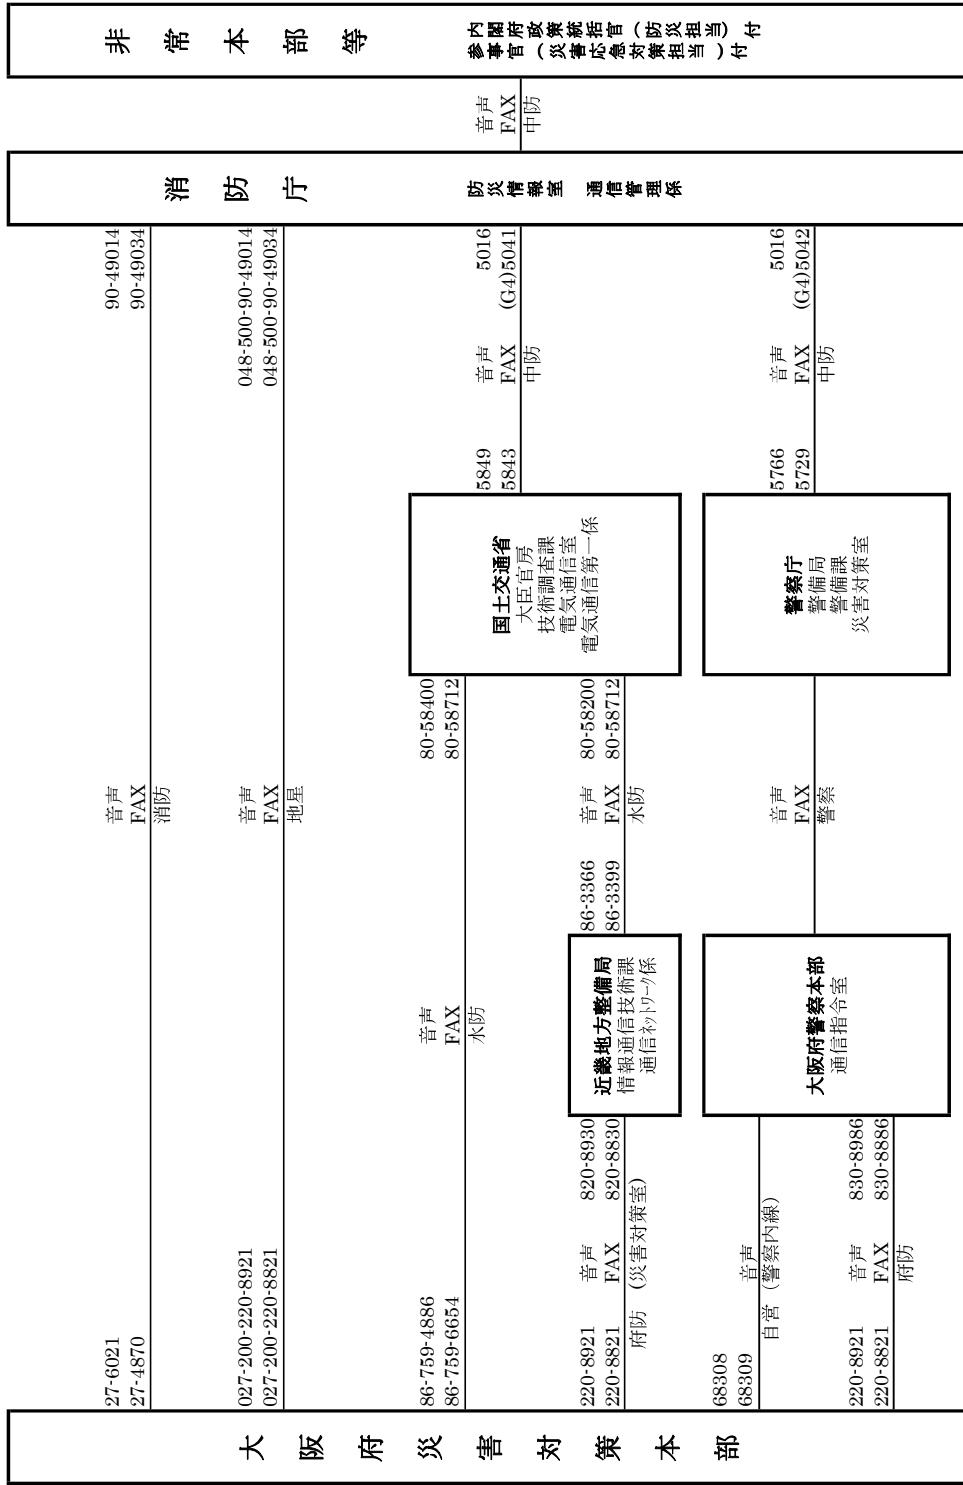 非常本部等
内閣府政策統括官(防災担当)付
参事官(災害応急対策担当)付
音声
FAX
中防
消防庁
防災情報室 通信管理係
90-49014
90-49034
音声
FAX
消防
27-6021
27-4870
048-500-90-49014
048-500-90-49034
音声
FAX
地星
027-200-220-8921
027-200-220-8821
5016
(G4)5041
音声
FAX
中防
5849
5843
国土交通省
大臣官房
技術調査課
電気通信室
電気通信第一係
80-58400
80-58712
音声
FAX
水防
86-759-4886
86-759-6654
80-58200
80-58712
音声
FAX
水防
86-3366
86-3399
近畿地方整備局
情報通信技術課
通信ネットワーク係
820-8930
820-8830
音声
FAX
府防 (災害対策室)
220-8921
220-8821
5016
(G4)5042
音声
FAX
中防
5766
5729
警察庁
警備局
警備課
災害対策室
音声
FAX
警察
大阪府警察本部
通信指令室
音声
自営 (警察内線)
68308
68309
830-8986
830-8886
音声
FAX
府防
220-8921
220-8821
大阪府災害対策本部